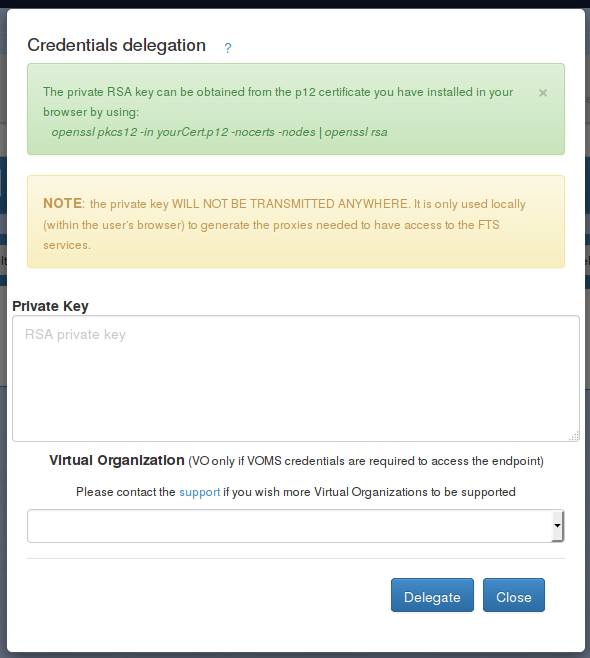 Credentials delegation ?
The private RSA key can be obtained from the p12 certificate you have installed in your ×
browser by using:
openssl pkcs12 -in yourCert.p12 -nocerts -nodes | openssl rsa
NOTE: the private key WILL NOT BE TRANSMITTED ANYWHERE. It is only used locally
(within the user's browser) to generate the proxies needed to have access to the FTS
services.
Private Key
RSA private key
Virtual Organization (VO only if VOMS credentials are required to access the endpoint)
Please contact the support if you wish more Virtual Organizations to be supported
Delegate Close